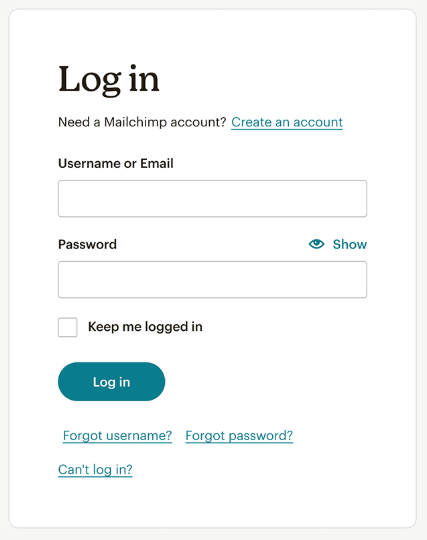 Log in
Need a Mailchimp account? Create an account
Username or Email
Password Show
Keep me logged in
Log in
Forgot username? Forgot password?
Can't log in?